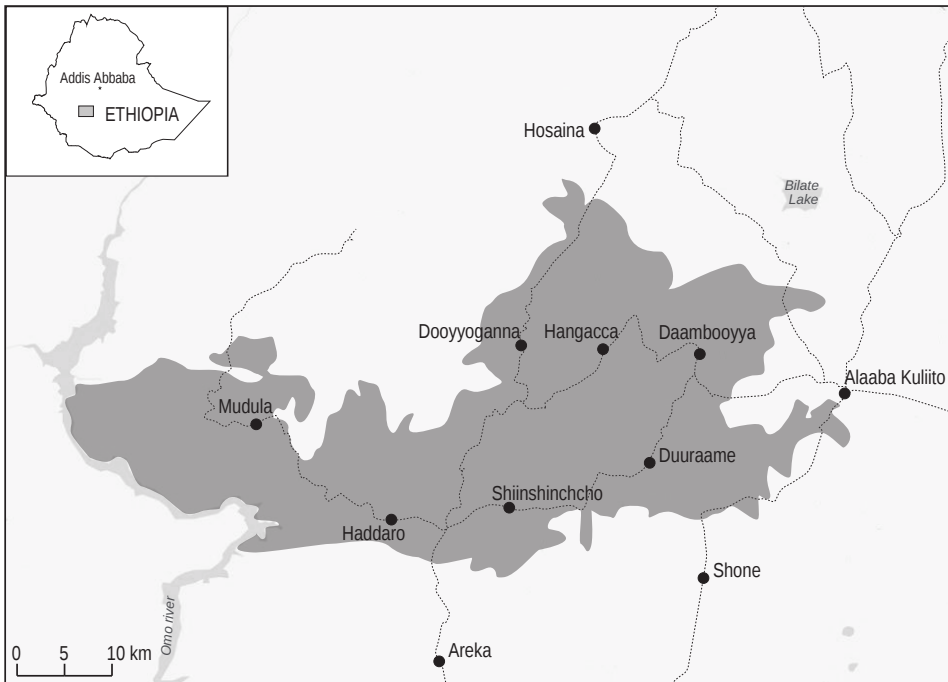 Addis Abbaba
ETHIOPIA
Hosaina
Bilate
Lake
Dooyyoganna
Hangacca
Daambooyya
Alaaba Kuliito
Mudula
Duuraame
Shiinshinchcho
Haddaro
Shone
Omo river
Areka
0 5 10 km